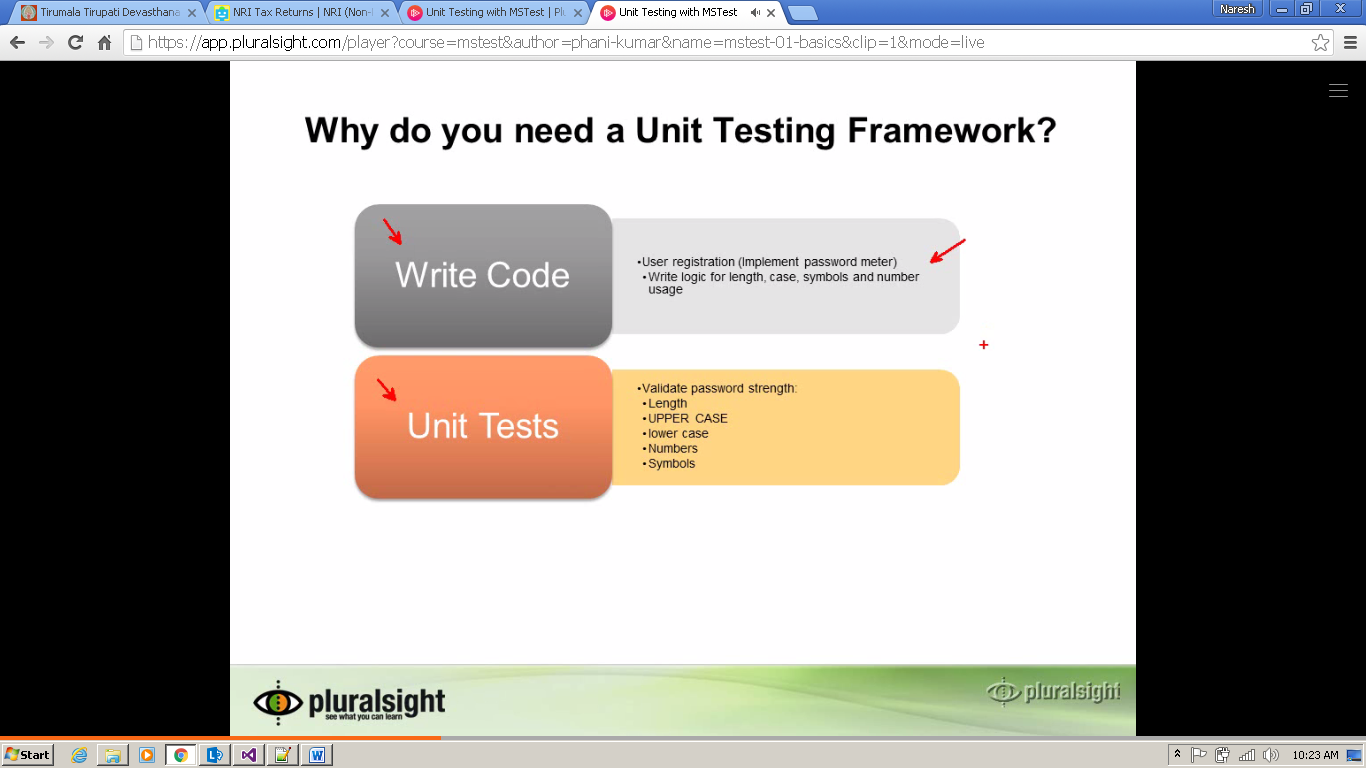 Tirumala Tirupati Devasthana
NRI Tax Returns | NRI (Non-
Unit Testing with MSTest | Pl
Unit Testing with MSTest
Naresh
https://app.pluralsight.com/player?course=mstest&author=phani-kumar&name=mstest-01-basics&clip=1&mode=live
Why do you need a Unit Testing Framework?
Write Code
•User registration (Implement password meter)
•Write logic for length, case, symbols and number
usage
Unit Tests
•Validate password strength:
•Length
•UPPER CASE
•lower case
•Numbers
•Symbols
pluralsight
see what you can learn
pluralsight
Start
10:23 AM